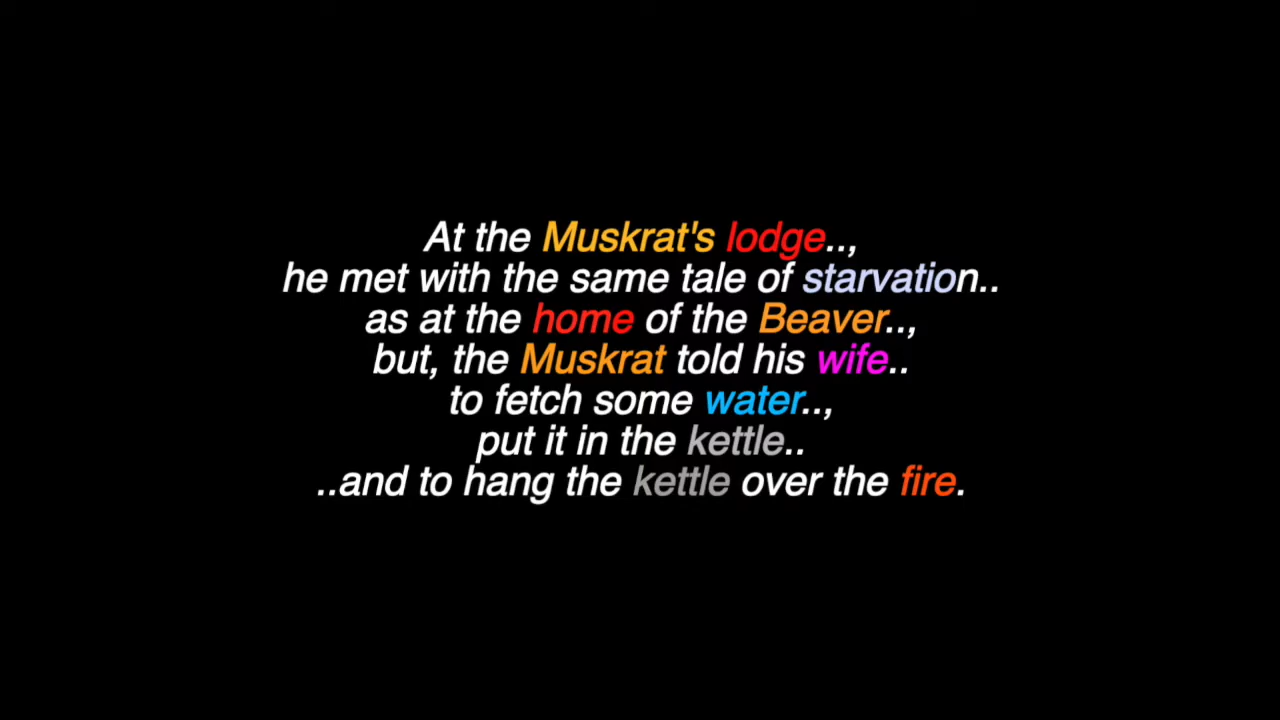 At the Muskrat's lodge..,
he met with the same tale of starvation..
as at the home of the Beaver..,
but, the Muskrat told his wife..
to fetch some water..,
put it in the kettle..
..and to hang the kettle over the fire.